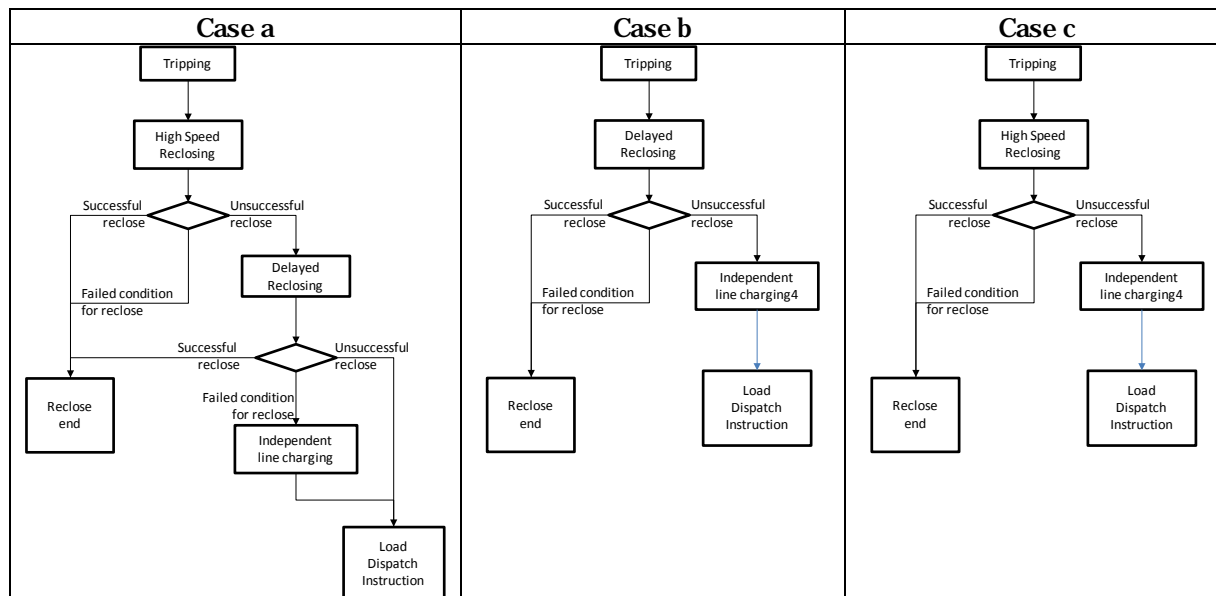 Case a
Case b
Case c
Tripping
High Speed
Reclosing
Successful
reclose
Unsuccessful
reclose
Delayed
Reclosing
Failed condition
for reclose
Successful
reclose
Unsuccessful
reclose
Reclose
end
Failed condition
for reclose
Independent
line charging
Load
Dispatch
Instruction
Tripping
Delayed
Reclosing
Successful
reclose
Unsuccessful
reclose
Failed condition
for reclose
Independent
line charging4
Reclose
end
Load
Dispatch
Instruction
Tripping
High Speed
Reclosing
Successful
reclose
Unsuccessful
reclose
Failed condition
for reclose
Independent
line charging4
Reclose
end
Load
Dispatch
Instruction